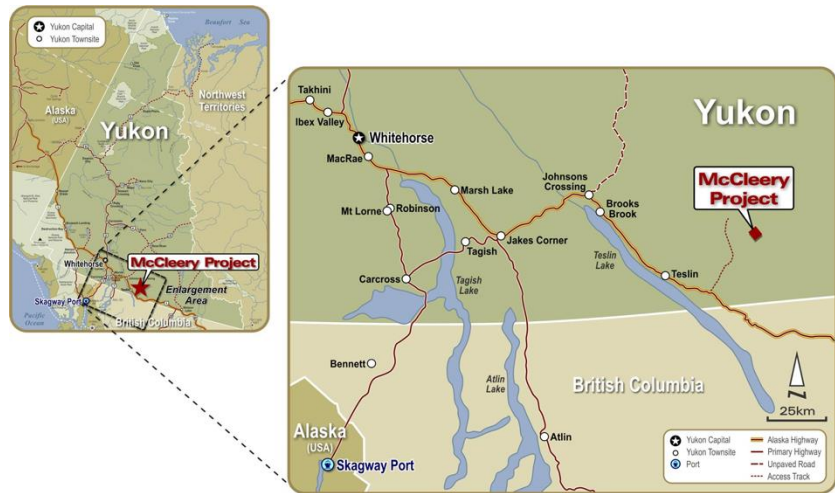 Yukon Capital
Yukon Townsite
Beaufort Sea
Alaska
(USA)
Northwest
Territories
Yukon
Whitehorse
McCleery Project
Enlargement
Area
Skagway Port
Pacific
Ocean
British Columbia
Takhini
Ibex Valley
Whitehorse
MacRae
Yukon
Marsh Lake
Johnsons
Crossing
Brooks
Brook
McCleery
Project
Robinson
Mt Lorne
Jakes Corner
Tagish
Teslin
Lake
Carcross
Tagish
Lake
Teslin
Bennett
Atlin
Lake
British Columbia
N
25km
Alaska
(USA)
Atlin
Skagway Port
Yukon Capital
Yukon Townsite
Port
Alaska Highway
Primary Highway
Unpaved Road
Access Track